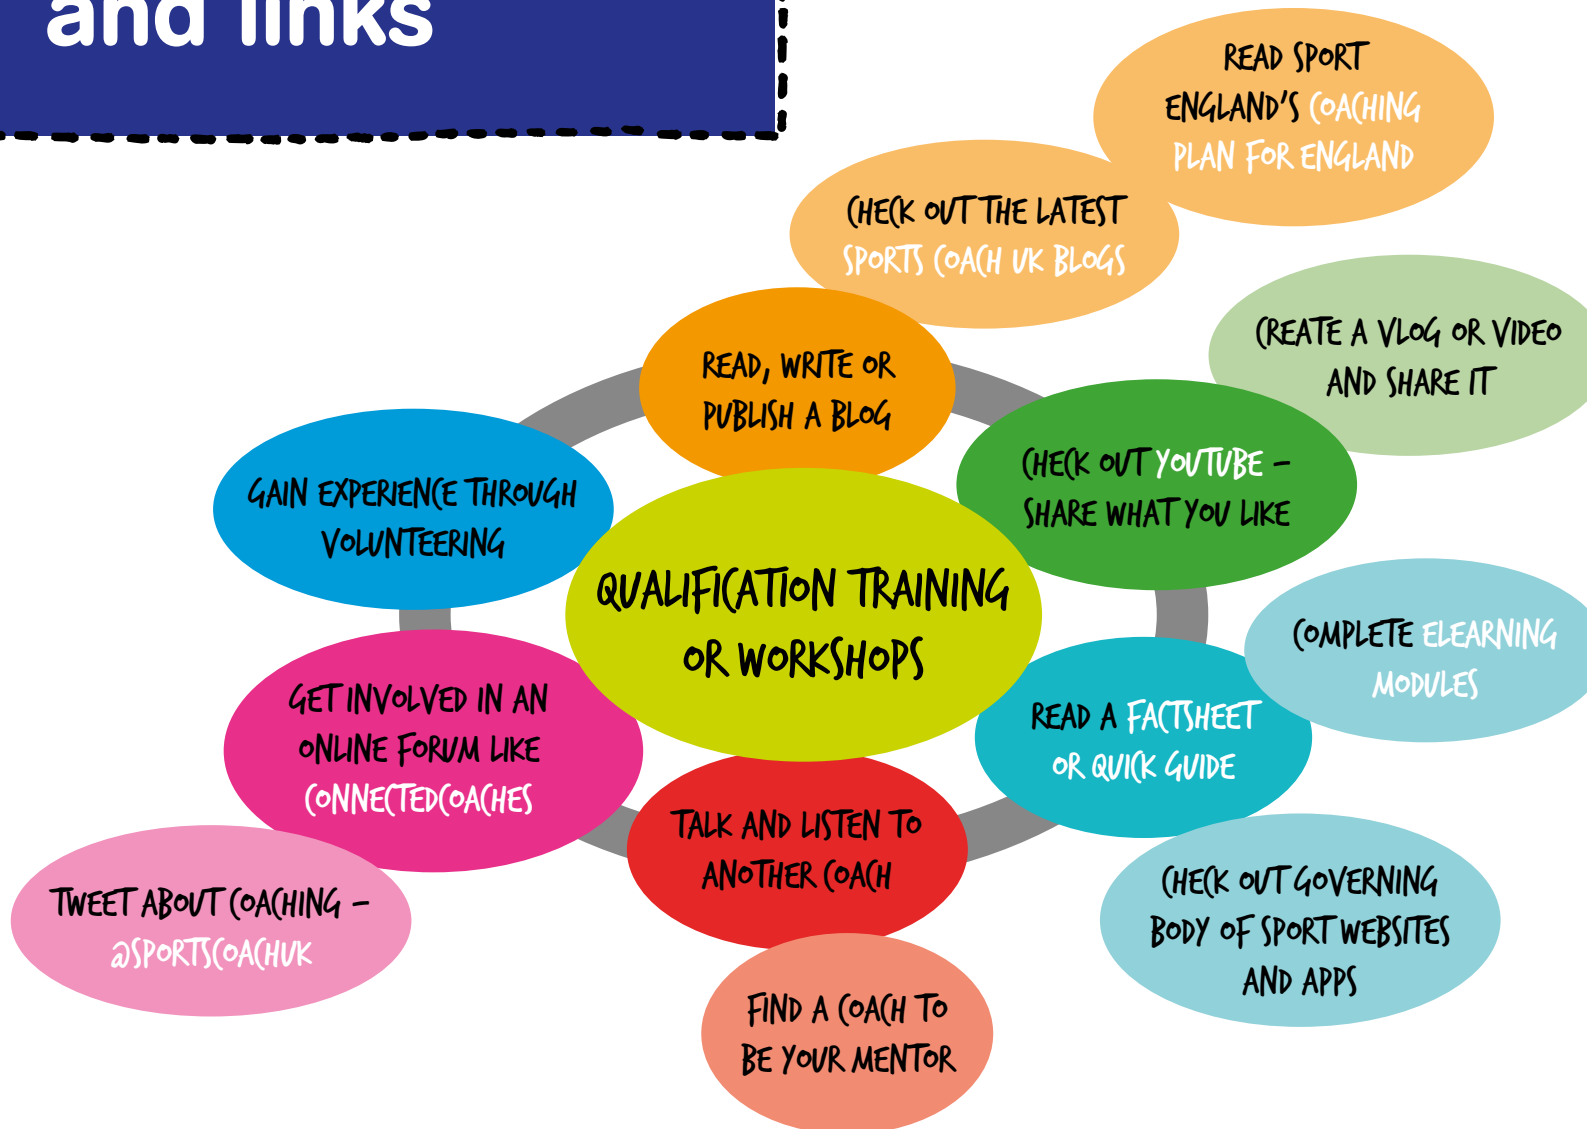 and links
READ SPORT
ENGLAND'S COACHING
PLAN FOR ENGLAND
CHECK OUT THE LATEST
SPORTS COACH UK BLOGS
CREATE A VLOG OR VIDEO
AND SHARE IT
READ, WRITE OR
PUBLISH A BLOG
CHECK OUT YOUTUBE –
SHARE WHAT YOU LIKE
GAIN EXPERIENCE THROUGH
VOLUNTEERING
QUALIFICATION TRAINING
OR WORKSHOPS
COMPLETE ELEARNING
MODULES
GET INVOLVED IN AN
ONLINE FORUM LIKE
CONNECTEDCOACHES
READ A FACTSHEET
OR QUICK GUIDE
TALK AND LISTEN TO
ANOTHER COACH
TWEET ABOUT COACHING –
@SPORTSCOACHUK
CHECK OUT GOVERNING
BODY OF SPORT WEBSITES
AND APPS
FIND A COACH TO
BE YOUR MENTOR